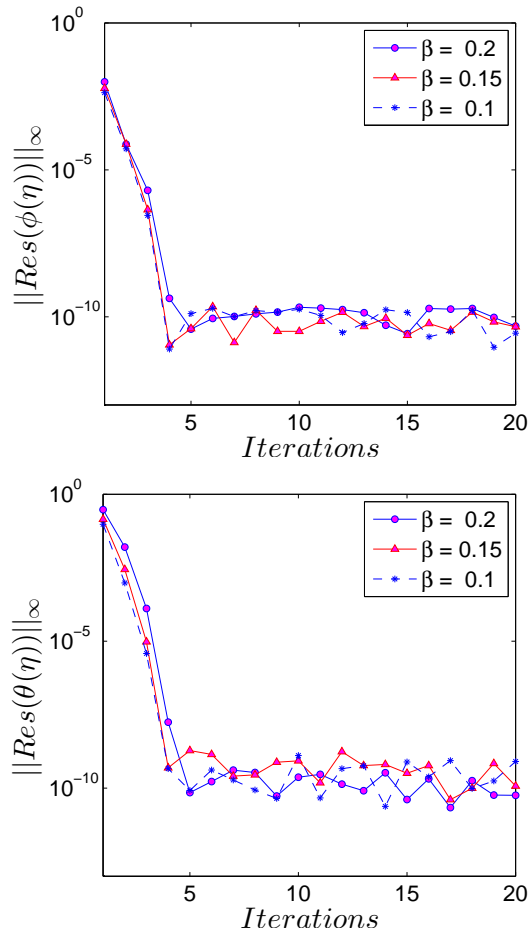 10^0
10^-5
10^-10
||Res(ϕ(η))||_∞
β = 0.2
β = 0.15
β = 0.1
5 10 15 20
Iterations
10^0
10^-5
10^-10
||Res(θ(η))||_∞
β = 0.2
β = 0.15
β = 0.1
5 10 15 20
Iterations